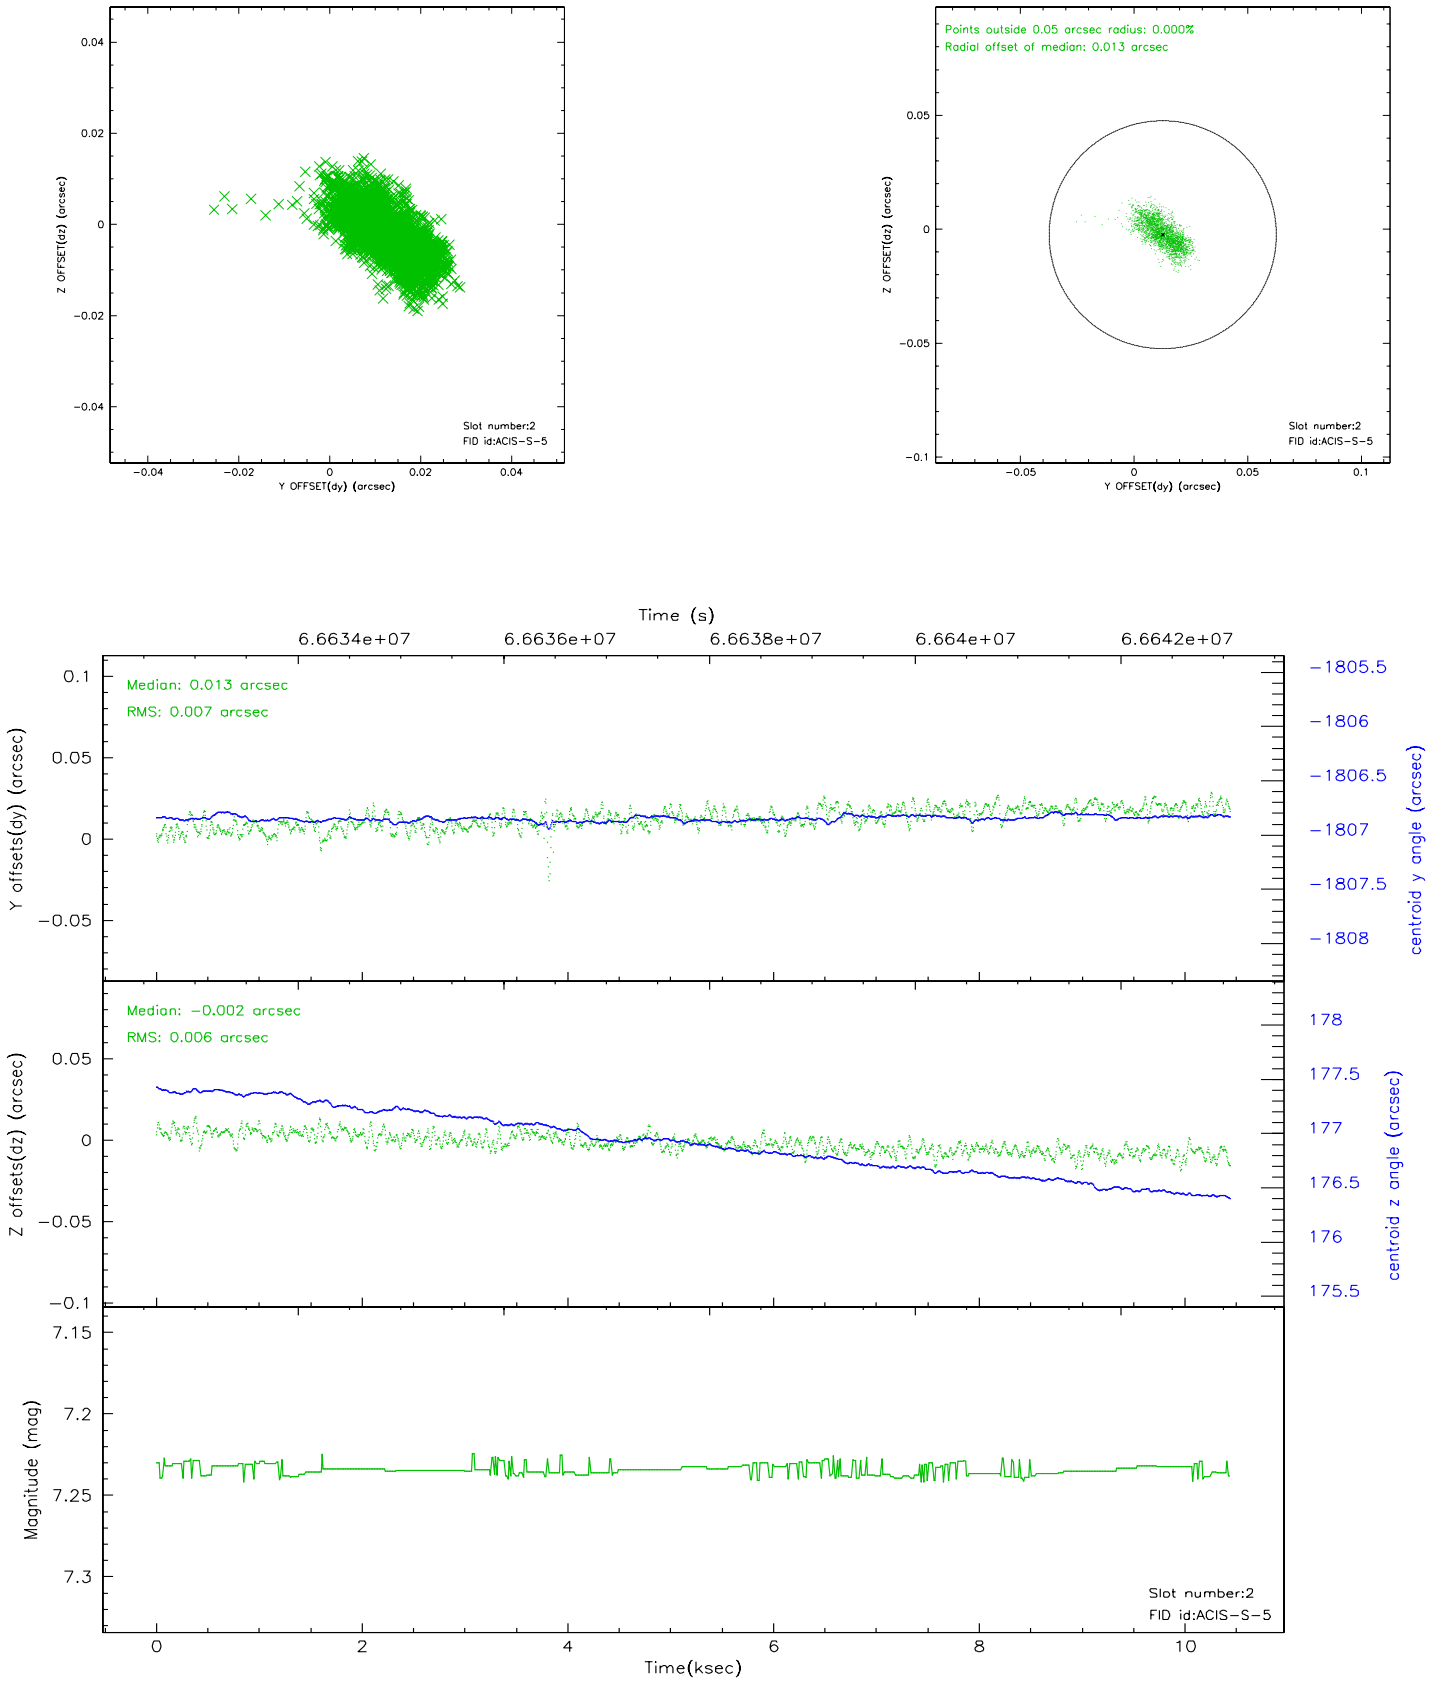 0.04
0.02
0
−0.02
−0.04
Z OFFSET(dz) (arcsec)
Slot number:2
FID id:ACIS−S−5
−0.04 −0.02 0 0.02 0.04
Y OFFSET(dy) (arcsec)
Points outside 0.05 arcsec radius: 0.000%
Radial offset of median: 0.013 arcsec
0.05
0
−0.05
−0.1
Z OFFSET(dz) (arcsec)
Slot number:2
FID id:ACIS−S−5
−0.05 0 0.05 0.1
Y OFFSET(dy) (arcsec)
Time (s)
6.6634e+07 6.6636e+07 6.6638e+07 6.664e+07 6.6642e+07
Median: 0.013 arcsec
RMS: 0.007 arcsec
0.1
0.05
0
−0.05
Y offsets(dy) (arcsec)
−1805.5
−1806
−1806.5
−1807
−1807.5
−1808
centroid y angle (arcsec)
Median: −0.002 arcsec
RMS: 0.006 arcsec
0.05
0
−0.05
−0.1
Z offsets(dz) (arcsec)
178
177.5
177
176.5
176
175.5
centroid z angle (arcsec)
7.15
7.2
7.25
7.3
Magnitude (mag)
Slot number:2
FID id:ACIS−S−5
0 2 4 6 8 10
Time(ksec)